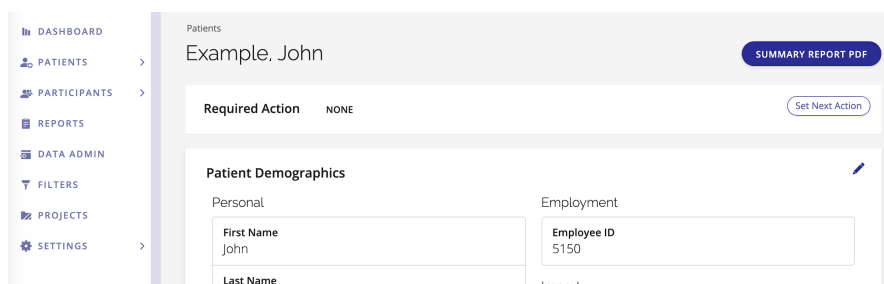 DASHBOARD
PATIENTS
PARTICIPANTS
REPORTS
DATA ADMIN
FILTERS
PROJECTS
SETTINGS
Patients
Example, John
SUMMARY REPORT PDF
Required Action NONE
Set Next Action
Patient Demographics
Personal
Employment
First Name
John
Employee ID
5150
Last Name